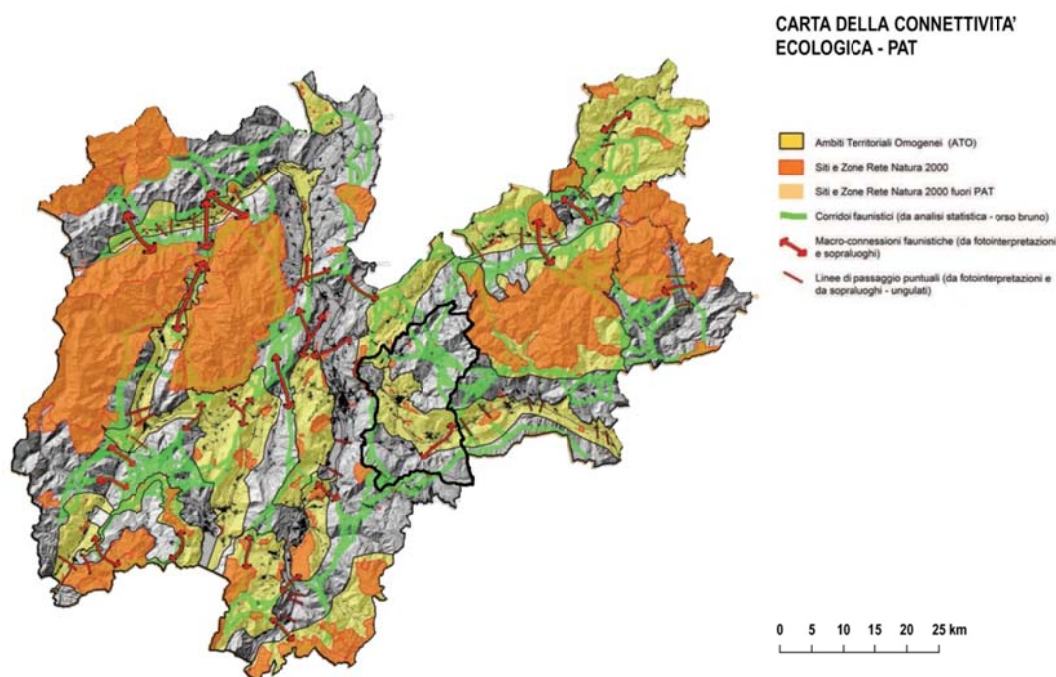 CARTA DELLA CONNETTIVITA'
ECOLOGICA - PAT
Ambiti Territoriali Omogenei (ATO)
Siti e Zone Rete Natura 2000
Siti e Zone Rete Natura 2000 fuori PAT
Corridoi faunistici (da analisi statistica - orso bruno)
Macro-connessioni faunistiche (da fotointerpretazioni
e sopraluoghi)
Linee di passaggio puntuali (da fotointerpretazioni e
da sopraluoghi - ungulati)
0 5 10 15 20 25 km